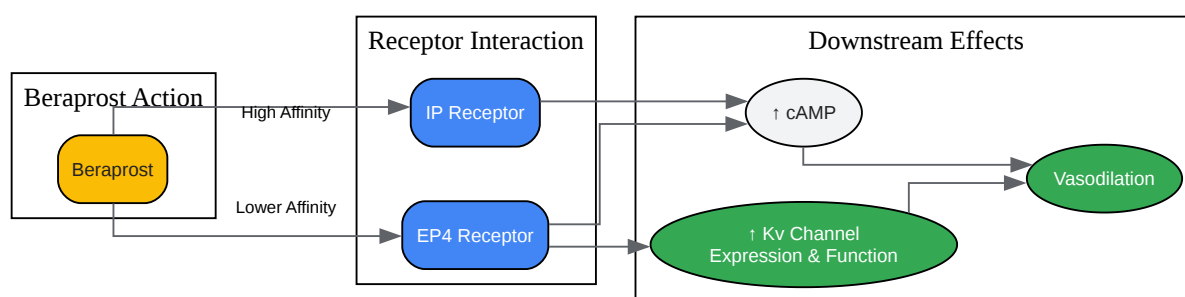 Beraprost Action
Receptor Interaction
Downstream Effects
Beraprost
High Affinity
Lower Affinity
IP Receptor
EP4 Receptor
↑ cAMP
↑ Kv Channel
Expression & Function
Vasodilation